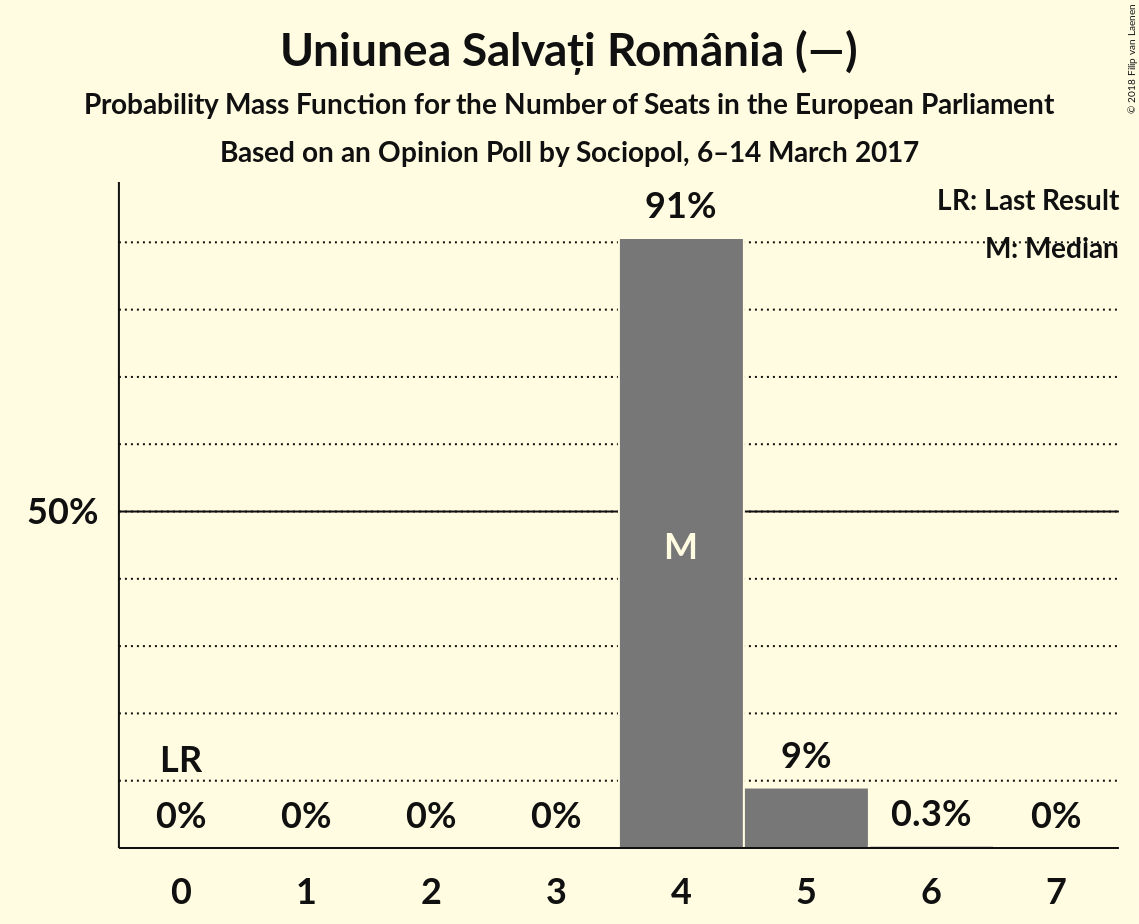 Uniunea Salvați România (—)
Probability Mass Function for the Number of Seats in the European Parliament
Based on an Opinion Poll by Sociopol, 6–14 March 2017
© 2018 Filip van Laenen
LR: Last Result
M: Median
91%
50%
M
LR
9%
0% 0% 0% 0% 0.3% 0%
0 1 2 3 4 5 6 7